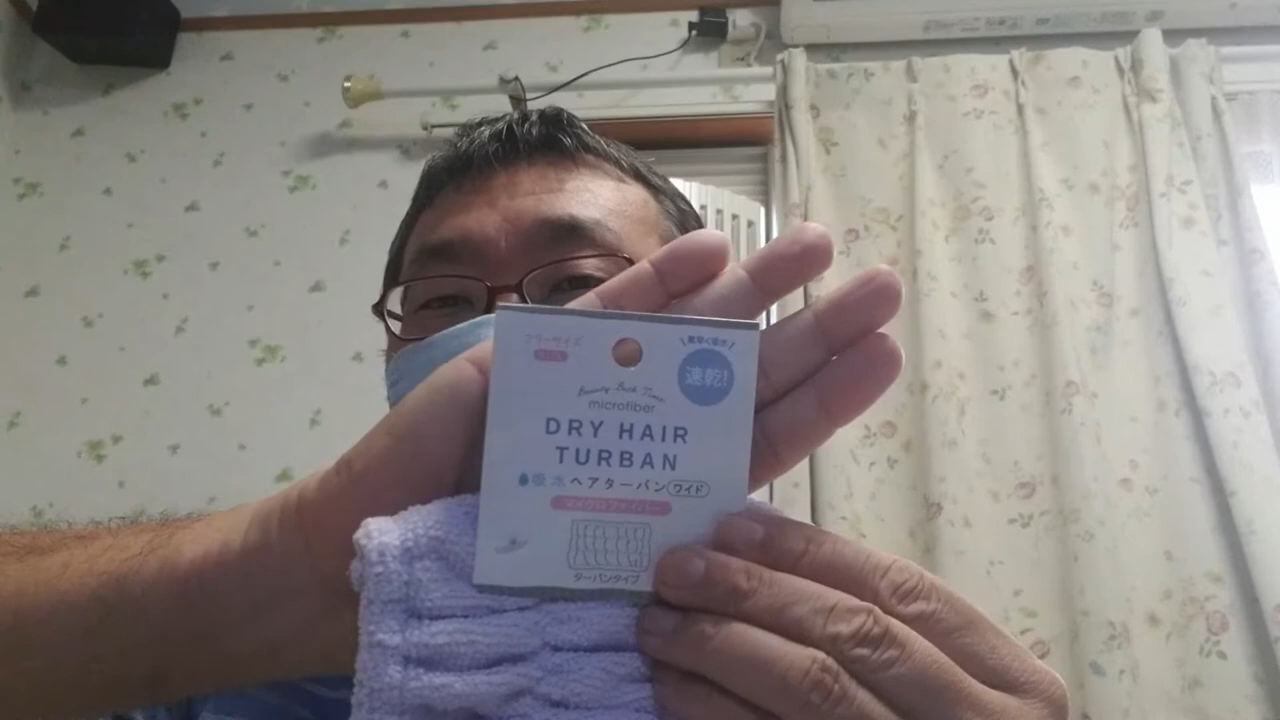 フリーサイズ
素早く吸水
速乾!
Beauty Bath Time
microfiber
DRY HAIR
TURBAN
吸水ヘアターバン ワイド
マイクロファイバー
ターバンタイプ